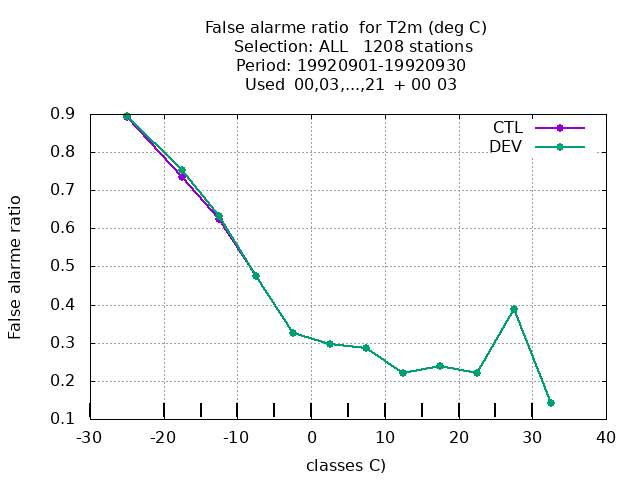 False alarme ratio  for T2m (deg C)
Selection: ALL   1208 stations
Period: 19920901-19920930
Used  00,03,...,21  + 00 03
CTL
DEV
0.9
0.8
0.7
0.6
0.5
0.4
0.3
0.2
0.1
False alarme ratio
-30 -20 -10 0 10 20 30 40
classes C)